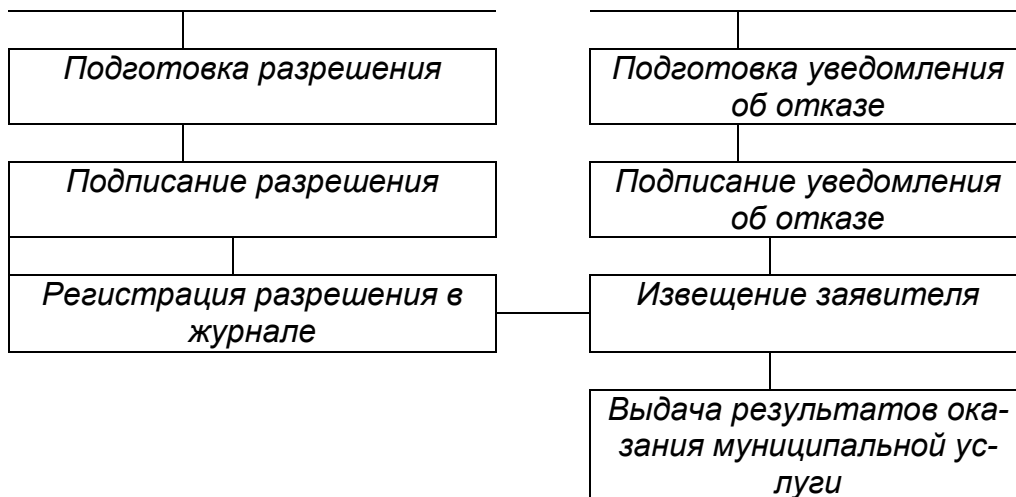 Подготовка разрешения
Подготовка уведомления
об отказе
Подписание разрешения
Подписание уведомления
об отказе
Регистрация разрешения в
журнале
Извещение заявителя
Выдача результатов ока-
зания муниципальной ус-
луги